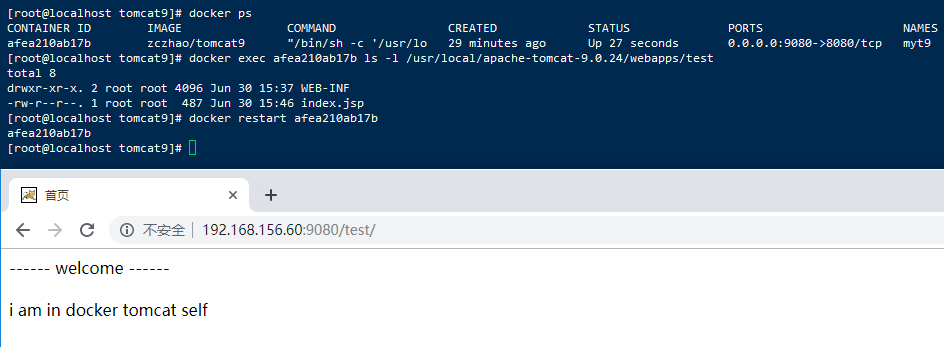 [root@localhost tomcat9]# docker ps
CONTAINER ID        IMAGE               COMMAND                  CREATED             STATUS              PORTS                    NAMES
afea210ab17b        zczhao/tomcat9      "/bin/sh -c '/usr/lo   29 minutes ago      Up 27 seconds       0.0.0.0:9080->8080/tcp   myt9
[root@localhost tomcat9]# docker exec afea210ab17b ls -l /usr/local/apache-tomcat-9.0.24/webapps/test
total 8
drwxr-xr-x. 2 root root 4096 Jun 30 15:37 WEB-INF
-rw-r--r--. 1 root root  487 Jun 30 15:46 index.jsp
[root@localhost tomcat9]# docker restart afea210ab17b
afea210ab17b
[root@localhost tomcat9]#
首页
不安全 | 192.168.156.60:9080/test/
------ welcome ------
i am in docker tomcat self